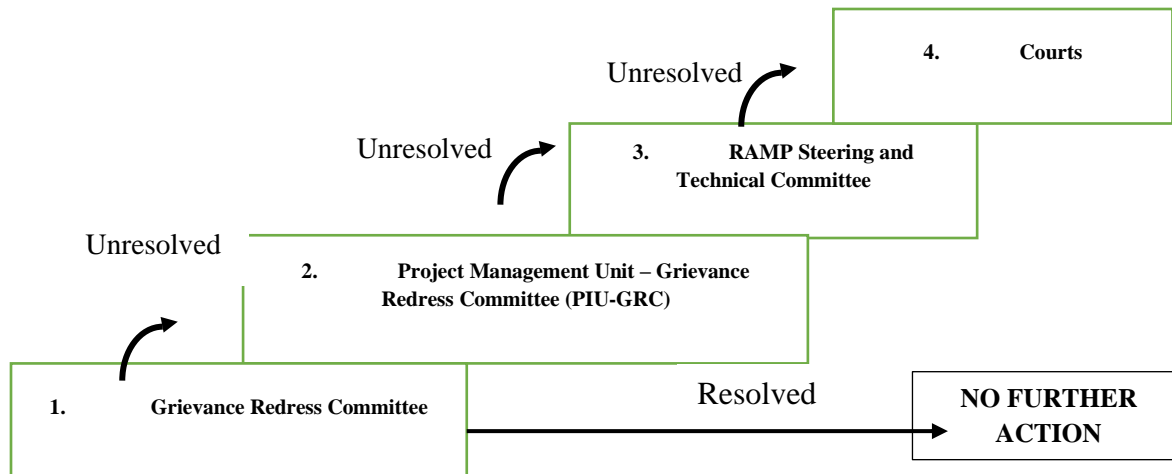 4. Courts
Unresolved
3. RAMP Steering and
Technical Committee
Unresolved
2. Project Management Unit – Grievance
Redress Committee (PIU-GRC)
Unresolved
1. Grievance Redress Committee
Resolved
NO FURTHER
ACTION